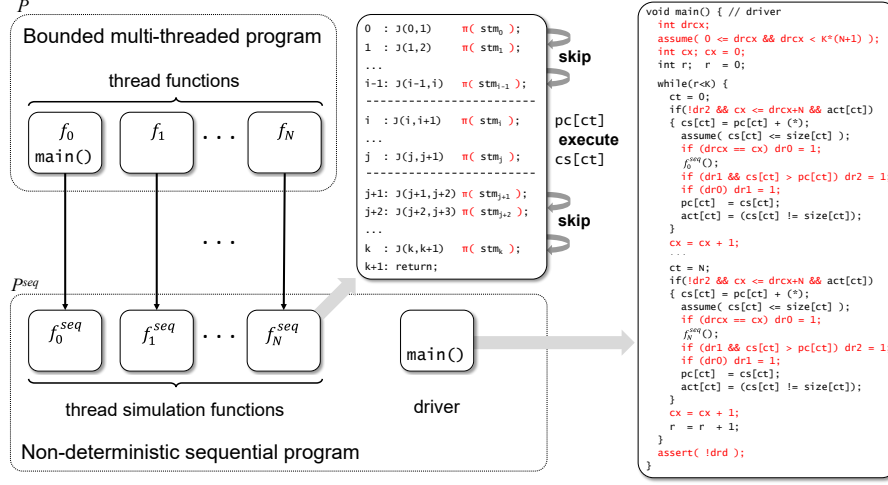 P
Bounded multi-threaded program
thread functions
f0
main()
f1
. . .
fN
. . .
Pseq
f0seq
f1seq
. . .
fNseq
thread simulation functions
main()
driver
Non-deterministic sequential program
0 : J(0,1) π( stm0 );
1 : J(1,2) π( stm1 );
...
i-1: J(i-1,i) π( stmi-1 );
i : J(i,i+1) π( stmi );
...
j : J(j,j+1) π( stmj );
j+1: J(j+1,j+2) π( stmj+1 );
j+2: J(j+2,j+3) π( stmj+2 );
...
k : J(k,k+1) π( stmk );
k+1: return;
skip
pc[ct]
execute
cs[ct]
skip
void main() { // driver
int drcx;
assume( 0 <= drcx && drcx < K*(N+1) );
int cx; cx = 0;
int r; r = 0;
while(r<K) {
ct = 0;
if(!dr2 && cx <= drcx+N && act[ct])
{ cs[ct] = pc[ct] + (*);
assume( cs[ct] <= size[ct] );
if (drcx == cx) dr0 = 1;
f0seq();
if (dr1 && cs[ct] > pc[ct]) dr2 = 1;
if (dr0) dr1 = 1;
pc[ct] = cs[ct];
act[ct] = (cs[ct] != size[ct]);
}
cx = cx + 1;
...
ct = N;
if(!dr2 && cx <= drcx+N && act[ct])
{ cs[ct] = pc[ct] + (*);
assume( cs[ct] <= size[ct] );
if (drcx == cx) dr0 = 1;
fNseq();
if (dr1 && cs[ct] > pc[ct]) dr2 = 1;
if (dr0) dr1 = 1;
pc[ct] = cs[ct];
act[ct] = (cs[ct] != size[ct]);
}
cx = cx + 1;
r = r + 1;
}
assert( !drd );
}